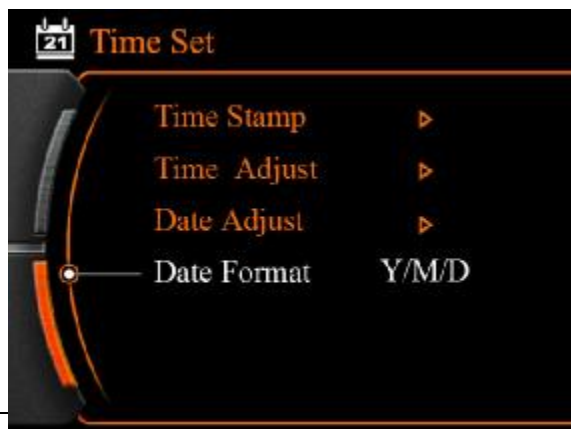 21 Time Set
Time Stamp
Time Adjust
Date Adjust
Date Format Y/M/D